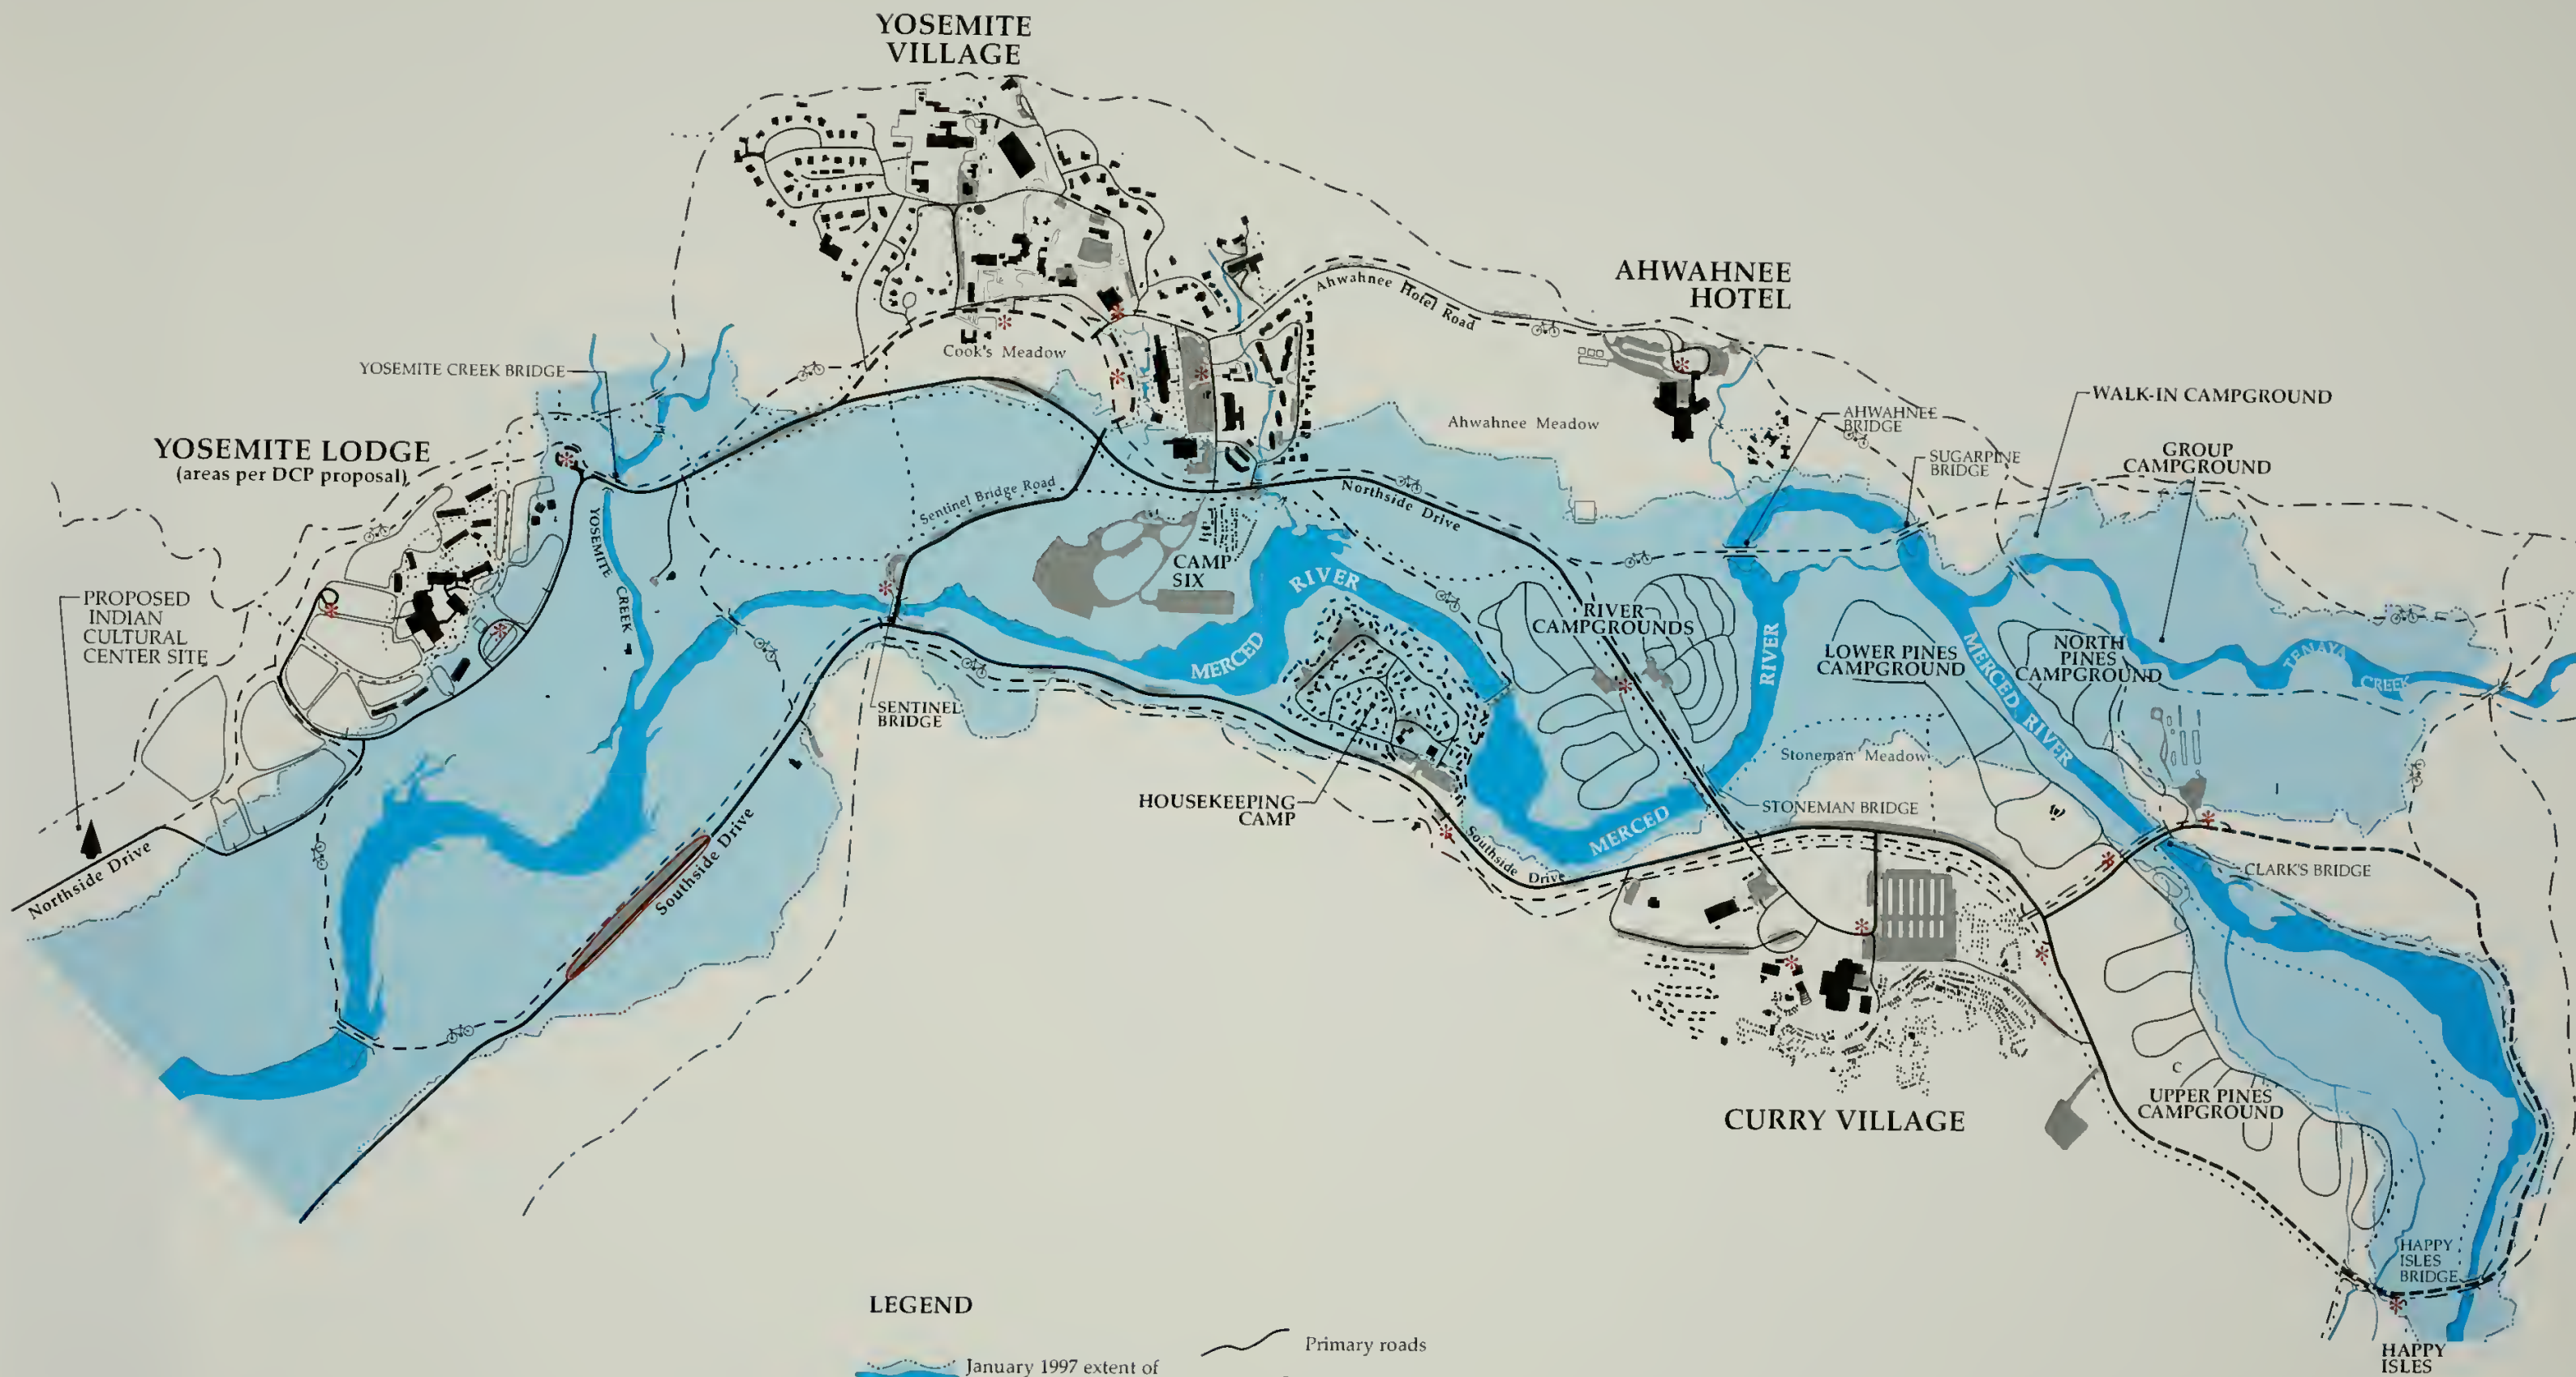 YOSEMITE
VILLAGE
AHWAHNEE
HOTEL
Ahwahnee Hotel Road
Cook's Meadow
YOSEMITE CREEK BRIDGE
Ahwahnee Meadow
AHWAHNEE
BRIDGE
WALK-IN CAMPGROUND
SUGARPINE
BRIDGE
GROUP
CAMPGROUND
YOSEMITE LODGE
(areas per DCP proposal)
Sentinel Bridge Road
Northside Drive
YOSEMITE CREEK
CAMP
SIX
RIVER
MERCED
PROPOSED
INDIAN
CULTURAL
CENTER SITE
RIVER
CAMPGROUNDS
RIVER
LOWER PINES
CAMPGROUND
MERCED RIVER
NORTH
PINES
CAMPGROUND
TENAYA
CREEK
SENTINEL
BRIDGE
Stoneman Meadow
HOUSEKEEPING
CAMP
STONEMAN BRIDGE
MERCED
Southside Drive
Southside Drive
Northside Drive
CLARK'S BRIDGE
C
UPPER PINES
CAMPGROUND
CURRY VILLAGE
HAPPY
ISLES
BRIDGE
HAPPY
ISLES
LEGEND
January 1997 extent of
Primary roads